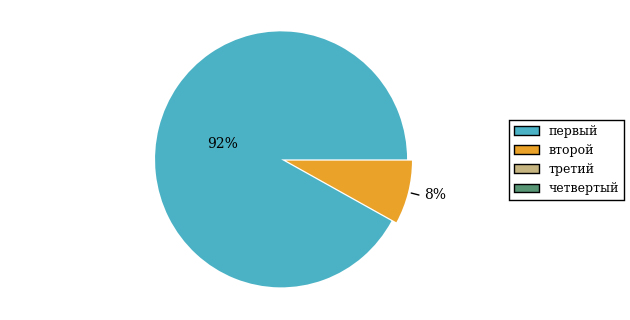 92%
8%
первый
второй
третий
четвертый